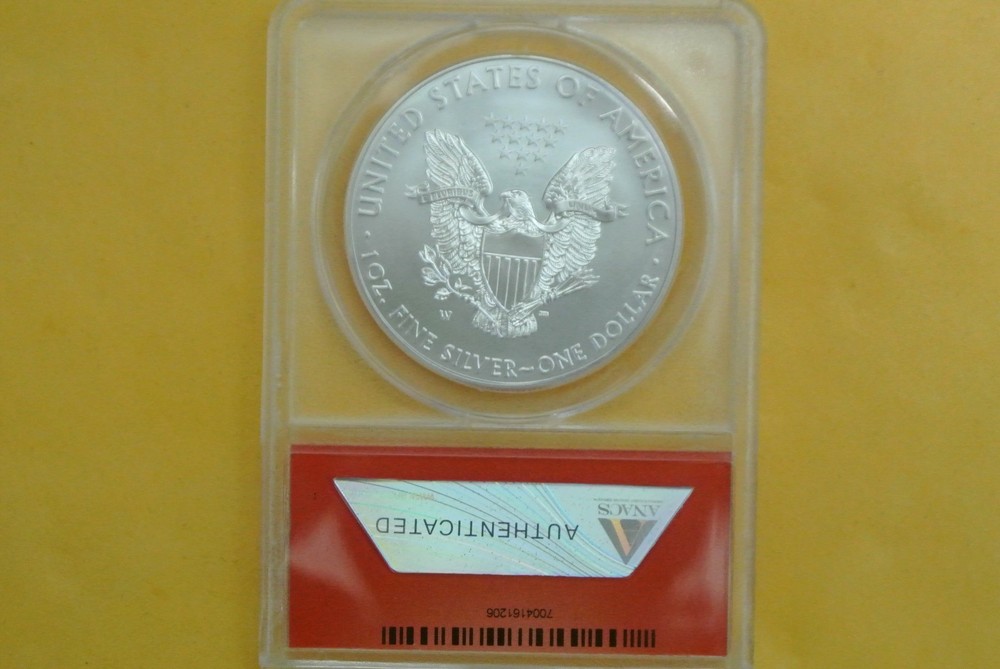 UNITED STATES OF AMERICA
1 OZ. FINE SILVER~ONE DOLLAR
W
ANACS
AUTHENTICATED
7004161206